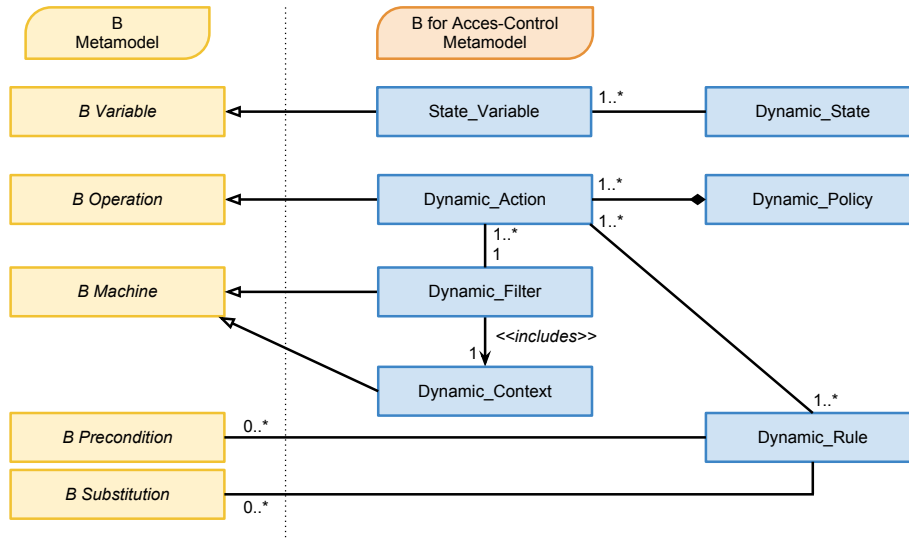 B
Metamodel
B for Acces-Control
Metamodel
B Variable
State_Variable
1..*
Dynamic_State
B Operation
Dynamic_Action
1..*
Dynamic_Policy
1..*
1..*
1
B Machine
Dynamic_Filter
<<includes>>
1
Dynamic_Context
1..*
B Precondition
0..*
Dynamic_Rule
B Substitution
0..*